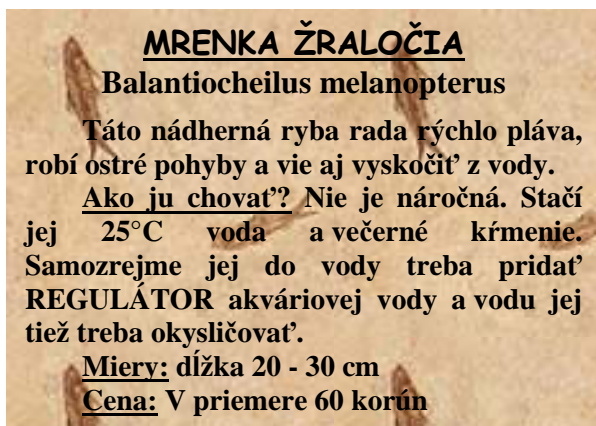 MRENKA ŽRALOČIA
Balantiocheilus melanopterus
Táto nádherná ryba rada rýchlo pláva,
robí ostré pohyby a vie aj vyskočiť z vody.
Ako ju chovať? Nie je náročná. Stačí
jej 25°C voda a večerné kŕmenie.
Samozrejme jej do vody treba pridať
REGULÁTOR akváriovej vody a vodu jej
tiež treba okysličovať.
Miery: dĺžka 20 - 30 cm
Cena: V priemere 60 korún